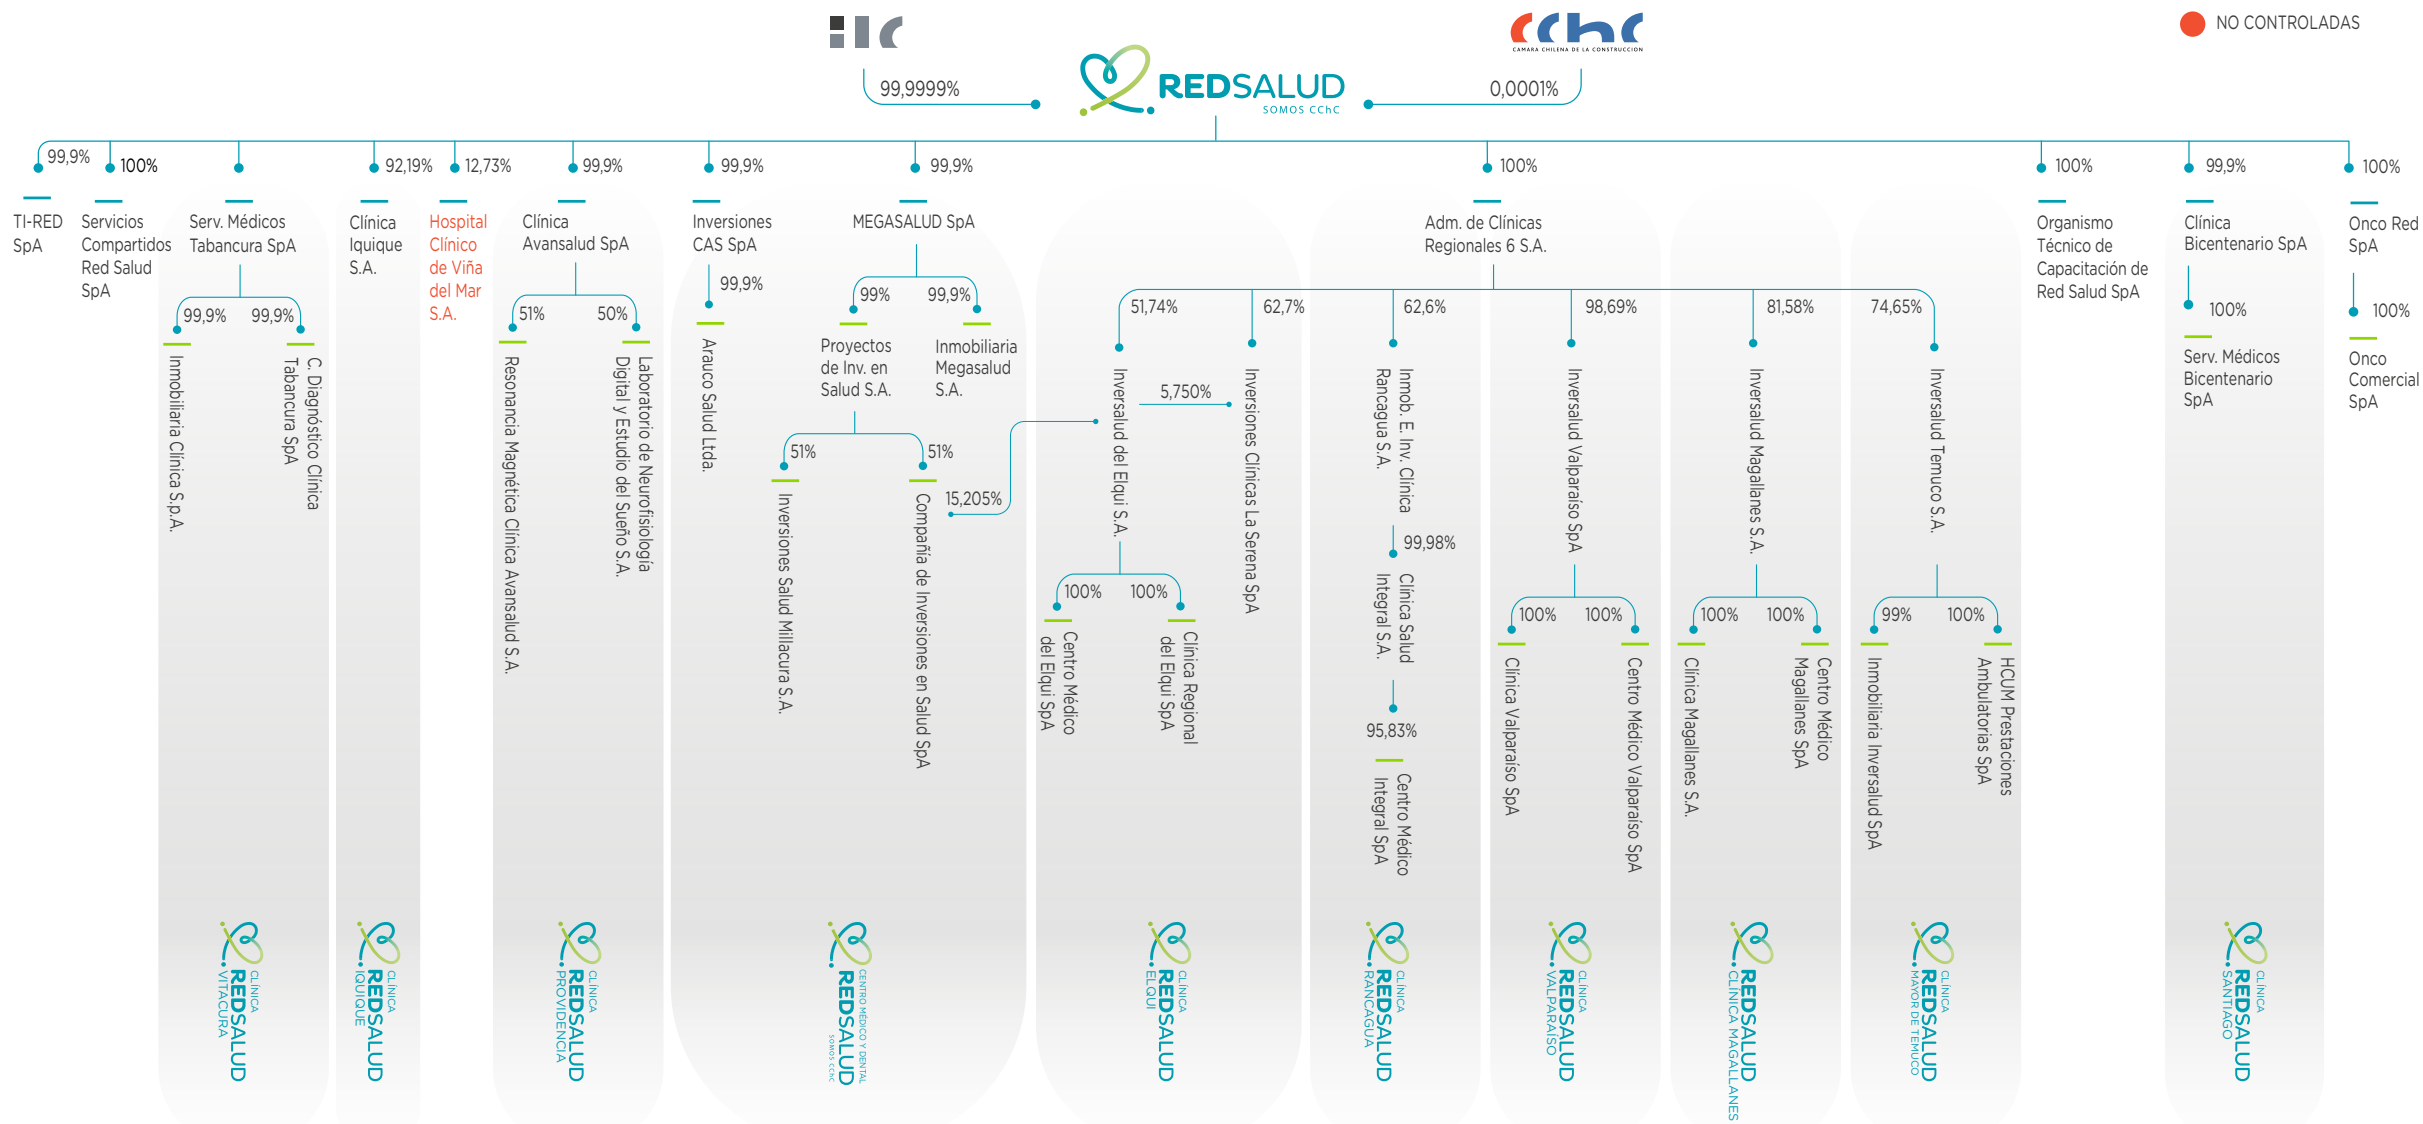 CChC
CAMARA CHILENA DE LA CONSTRUCCION
NO CONTROLADAS
99,9999%
REDSALUD
SOMOS CChC
0,0001%
99,9%
100%
92,19%
12,73%
99,9%
99,9%
99,9%
100%
100%
99,9%
100%
TI-RED
SpA
Servicios
Compartidos
Red Salud
SpA
Serv. Médicos
Tabancura SpA
99,9%
99,9%
Inmobiliaria Clínica S.p.A.
C. Diagnóstico Clínica
Tabancura SpA
Clínica
Iquique
S.A.
Hospital
Clínico
de Viña
del Mar
S.A.
Clínica
Avansalud SpA
51%
50%
Resonancia Magnética Clínica Avansalud S.A.
Laboratorio de Neurofisiología
Digital y Estudio del Sueño S.A.
Inversiones
CAS SpA
99,9%
Arauco Salud Ltda.
MEGASALUD SpA
99%
99,9%
Proyectos
de Inv. en
Salud S.A.
Inmobiliaria
Megasalud
S.A.
51%
51%
Inversiones Salud Millacura S.A.
Compañía de Inversiones en Salud SpA
15,205%
Adm. de Clínicas
Regionales 6 S.A.
51,74%
62,7%
62,6%
98,69%
81,58%
74,65%
Inversalud del Elqui S.A.
5,750%
Inversiones Clínicas La Serena SpA
100%
100%
Centro Médico
del Elqui SpA
Clínica Regional
del Elqui SpA
Inmob. E. Inv. Clínica
Rancagua S.A.
99,98%
Clínica Salud
Integral S.A.
95,83%
Centro Médico
Integral SpA
Inversalud Valparaíso SpA
100%
100%
Clínica Valparaíso SpA
Centro Médico Valparaíso SpA
Inversalud Magallanes S.A.
100%
100%
Clínica Magallanes S.A.
Centro Médico
Magallanes SpA
Inversalud Temuco S.A.
99%
100%
Inmobiliaria Inversalud SpA
HCUM Prestaciones
Ambulatorias SpA
Organismo
Técnico de
Capacitación de
Red Salud SpA
Clínica
Bicentenario SpA
100%
Serv. Médicos
Bicentenario
SpA
Onco Red
SpA
100%
Onco
Comercial
SpA
CLÍNICA
REDSALUD
VITACURA
CLÍNICA
REDSALUD
IQUIQUE
CLÍNICA
REDSALUD
PROVIDENCIA
CENTRO MÉDICO Y DENTAL
REDSALUD
SOMOS CChC
CLÍNICA
REDSALUD
ELQUI
CLÍNICA
REDSALUD
RANCAGUA
CLÍNICA
REDSALUD
VALPARAÍSO
REDSALUD
CLÍNICA MAGALLANES
CLÍNICA
REDSALUD
MAYOR DE TEMUCO
CLÍNICA
REDSALUD
SANTIAGO